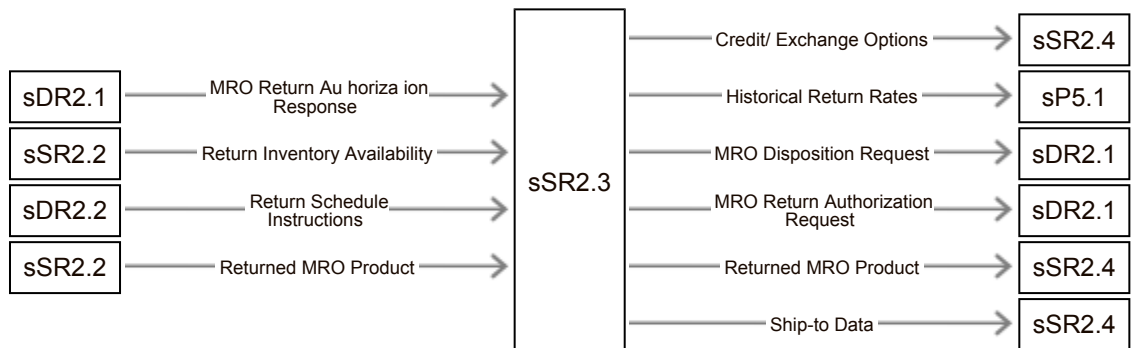 sDR2.1
MRO Return Au horiza ion
Response
sSR2.2
Return Inventory Availability
sDR2.2
Return Schedule
Instructions
sSR2.2
Returned MRO Product
sSR2.3
Credit/ Exchange Options
sSR2.4
Historical Return Rates
sP5.1
MRO Disposition Request
sDR2.1
MRO Return Authorization
Request
sDR2.1
Returned MRO Product
sSR2.4
Ship-to Data
sSR2.4